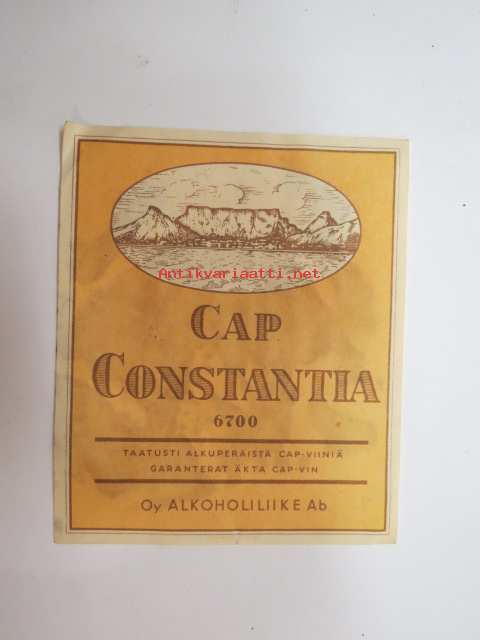 Antikvariaatti.net
CAP
CONSTANTIA
6700
TAATUSTI ALKUPERÄISTÄ CAP-VIINIÄ
GARANTERAT ÄKTA CAP-VIN
Oy ALKOHOLILIIKE Ab